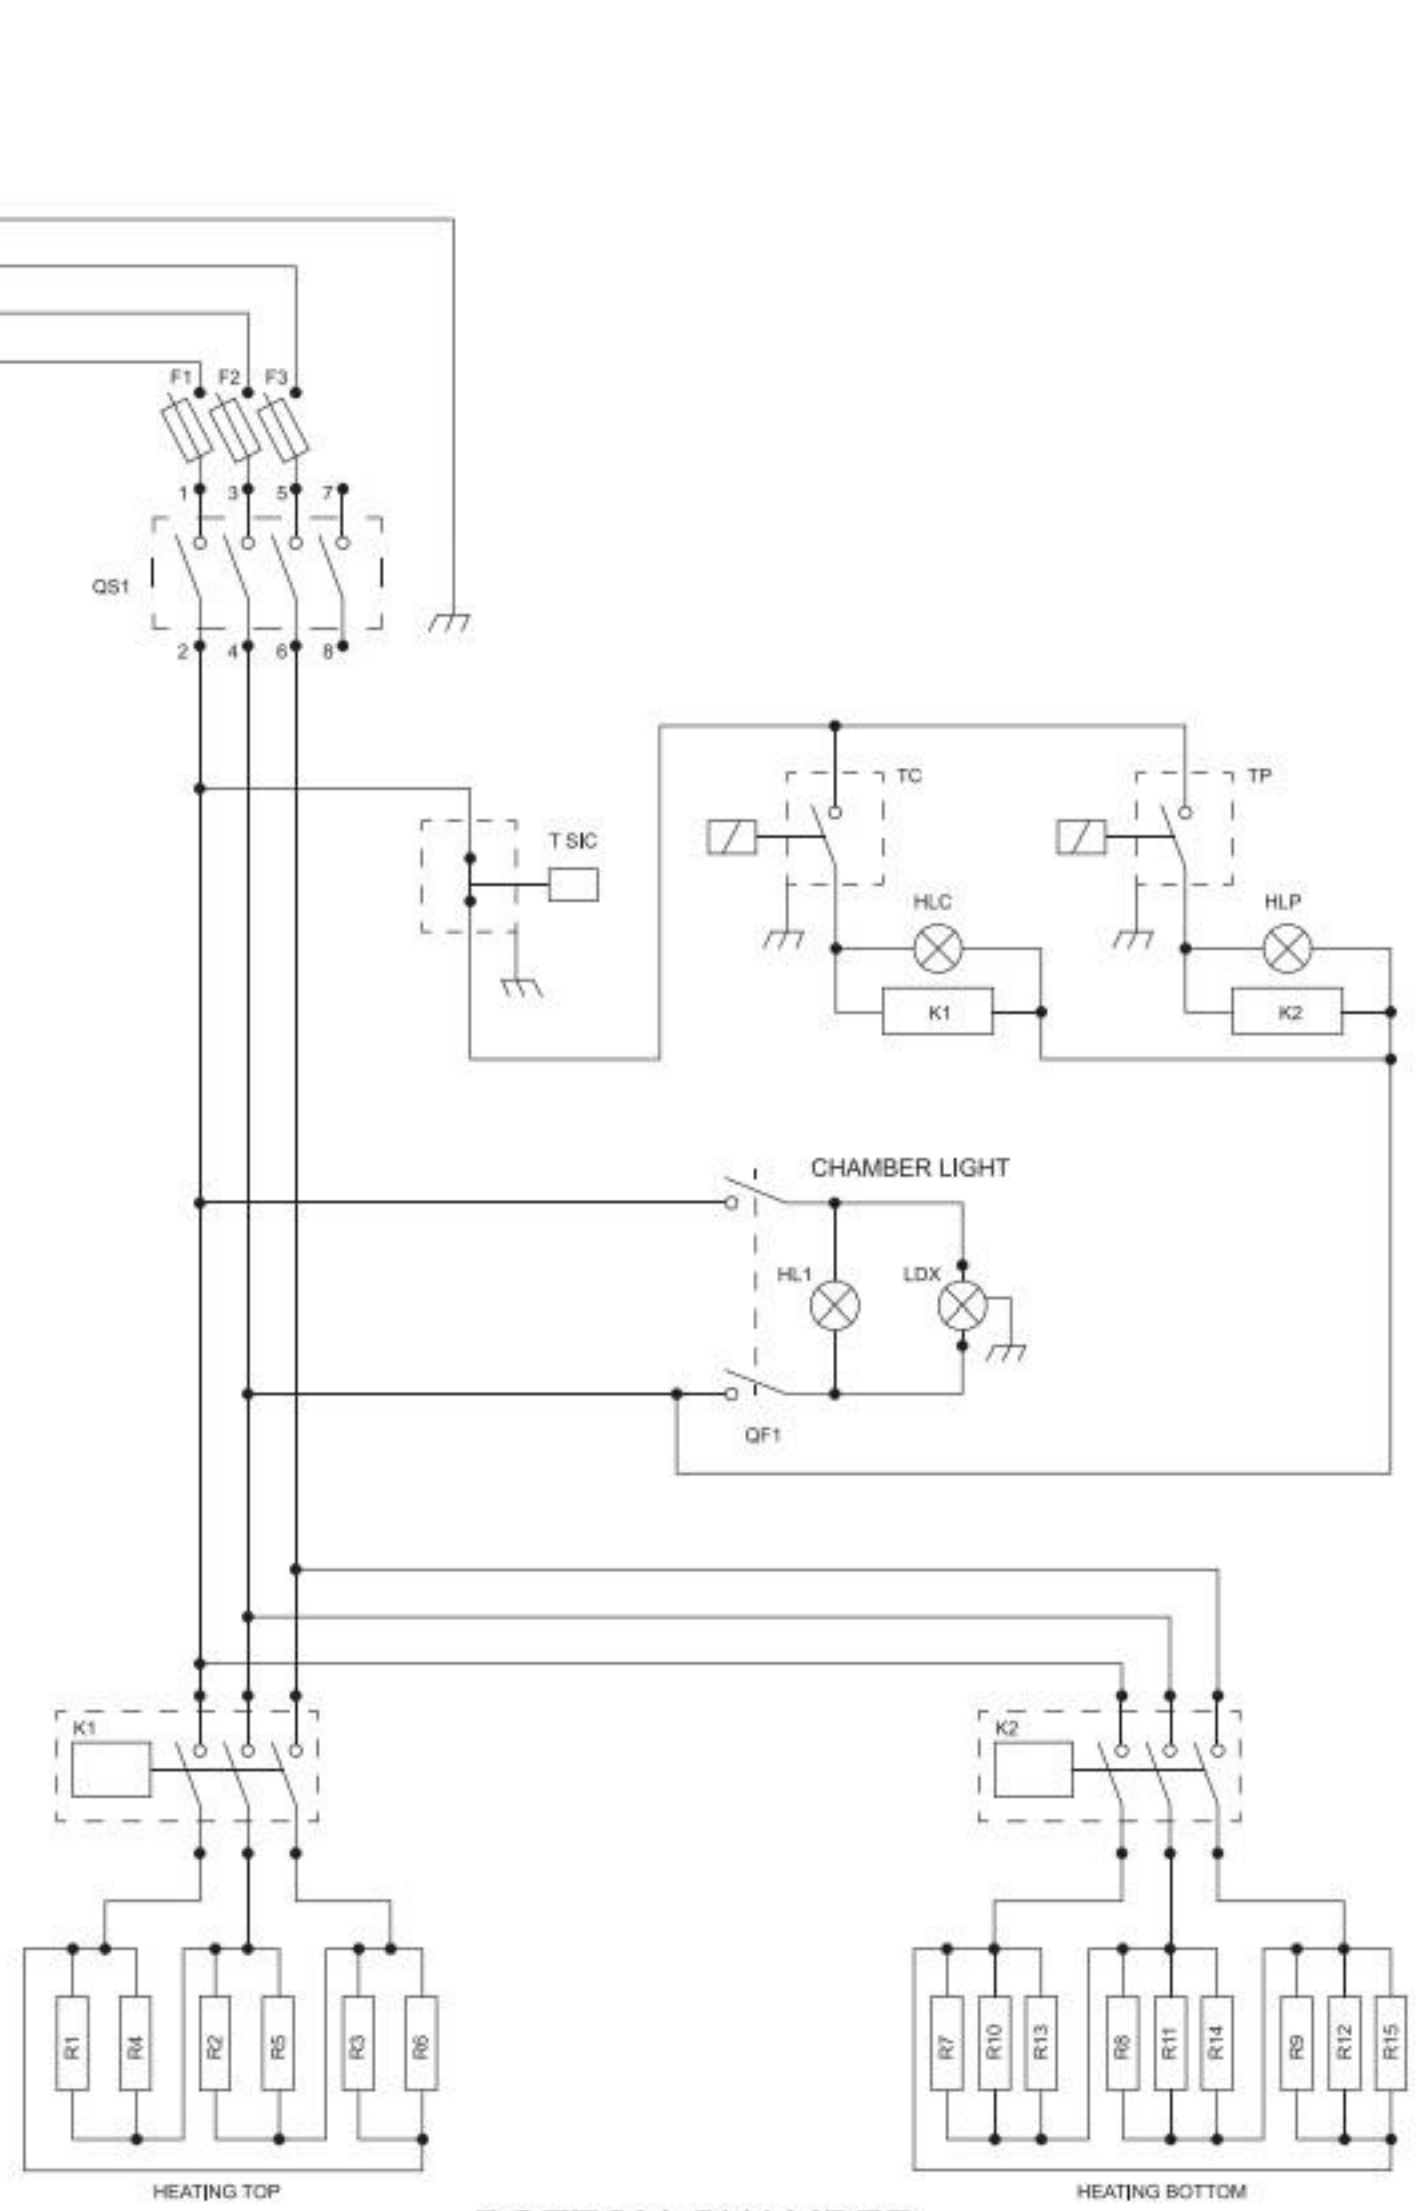 F1 F2 F3
1 3 5 7
QS1
2 4 6 8
TC TP
T SIC
HLC HLP
K1 K2
CHAMBER LIGHT
HL1 LDX
QF1
K1 K2
R1 R4 R2 R5 R3 R6 R7 R10 R13 R8 R11 R14 R9 R12 R15
HEATING TOP HEATING BOTTOM